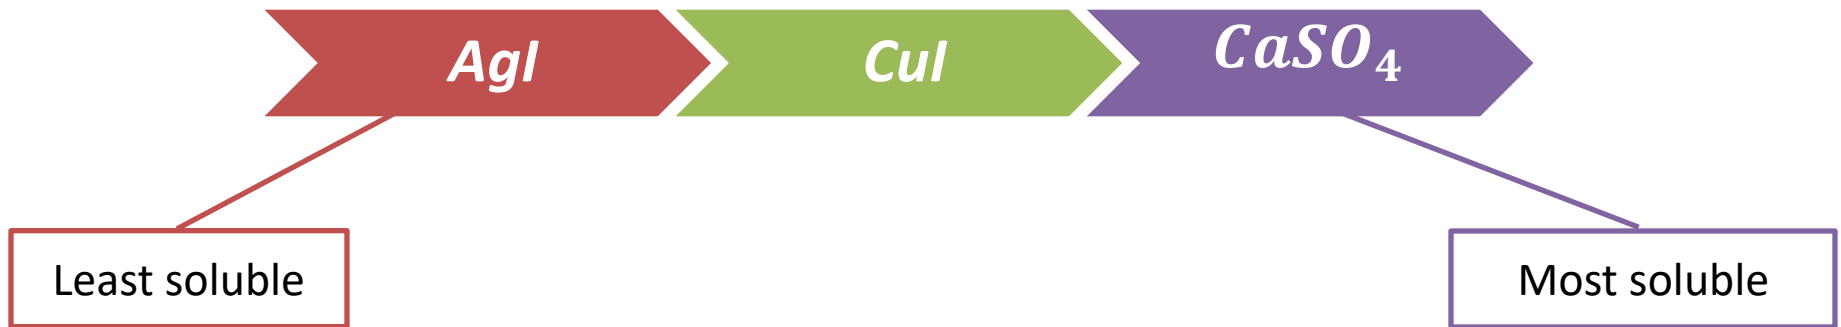 AgI
CuI
CaSO₄
Least soluble
Most soluble